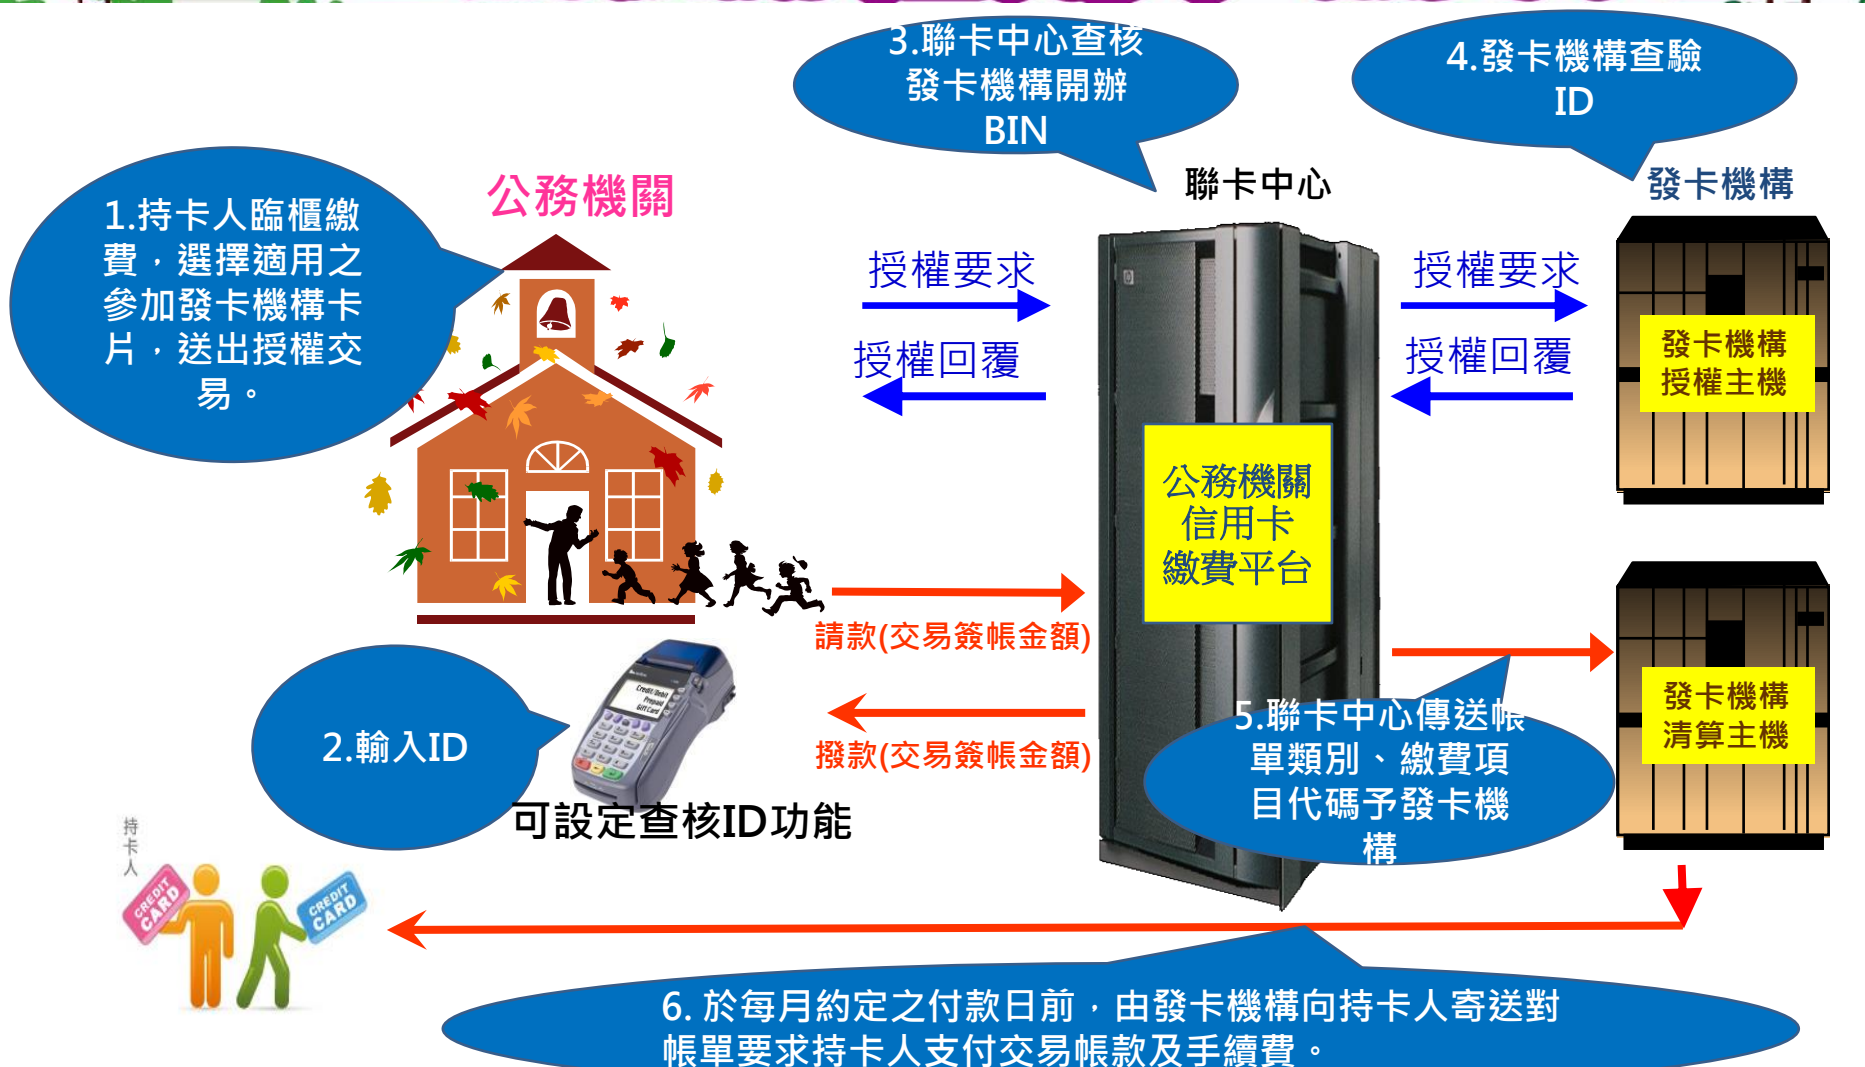 3.聯卡中心查核
發卡機構開辦
BIN
4.發卡機構查驗
ID
1.持卡人臨櫃繳
費，選擇適用之
參加發卡機構卡
片，送出授權交
易。
公務機關
聯卡中心
發卡機構
授權要求
授權回覆
授權要求
授權回覆
發卡機構
授權主機
公務機關
信用卡
繳費平台
請款(交易簽帳金額)
撥款(交易簽帳金額)
2.輸入ID
Credit/Debit
Prepaid
Gift Card
可設定查核ID功能
5.聯卡中心傳送帳
單類別、繳費項
目代碼予發卡機
構
發卡機構
清算主機
持卡人
CREDIT
CARD
CREDIT
CARD
6. 於每月約定之付款日前，由發卡機構向持卡人寄送對
帳單要求持卡人支付交易帳款及手續費。